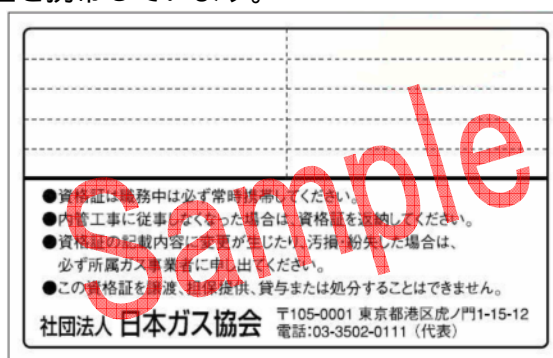 を携帯しています。
●資格証は職務中は必ず常時携帯してください。
●内管工事に従事しなくなった場合は、資格証を返納してください。
●資格証の記載内容に変更が生じたり、汚損・紛失した場合は、
必ず所属ガス事業者に申し出てください。
●この資格証を譲渡、担保提供、貸与または処分することはできません。
社団法人 日本ガス協会 〒105-0001 東京都港区虎ノ門1-15-12
電話:03-3502-0111（代表）
Sample